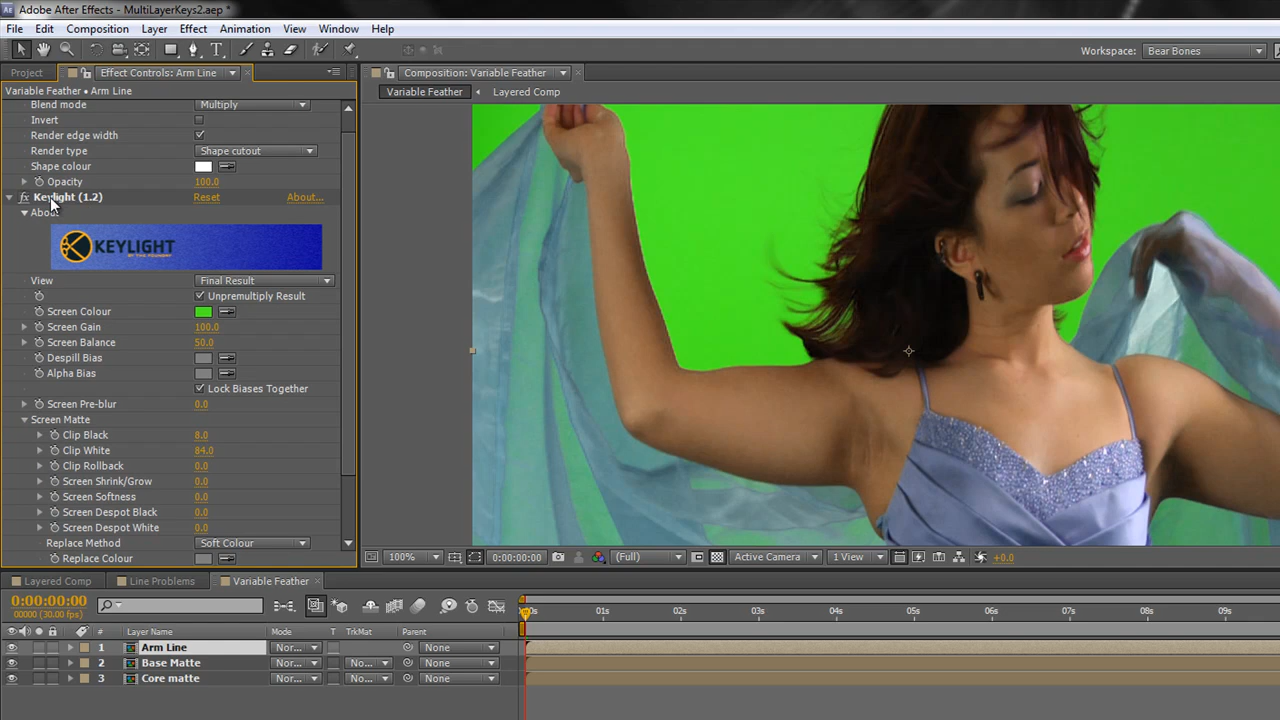 Adobe After Effects - MultiLayerKeys2.aep *
File Edit Composition Layer Effect Animation View Window Help
Workspace: Bear Bones
Project Effect Controls: Arm Line
Composition: Variable Feather
Variable Feather • Arm Line
Variable Feather Layered Comp
Blend mode Multiply
Invert
Render edge width
Render type Shape cutout
Shape colour
Opacity 100.0
fx Keylight (1.2) Reset About...
About
KEYLIGHT
BY THE FOUNDRY
View Final Result
Unpremultiply Result
Screen Colour
Screen Gain 100.0
Screen Balance 50.0
Despill Bias
Alpha Bias
Lock Biases Together
Screen Pre-blur 0.0
Screen Matte
Clip Black 8.0
Clip White 84.0
Clip Rollback 0.0
Screen Shrink/Grow 0.0
Screen Softness 0.0
Screen Despot Black 0.0
Screen Despot White 0.0
Replace Method Soft Colour
Replace Colour
100% 0:00:00:00 (Full) Active Camera 1 View +0.0
Layered Comp Line Problems Variable Feather
0:00:00:00
00000 (30.00 fps)
01s 02s 03s 04s 05s 06s 07s 08s 09s
# Layer Name Mode T TrkMat Parent
1 Arm Line Nor... None
2 Base Matte Nor... No... None
3 Core matte Nor... No... None